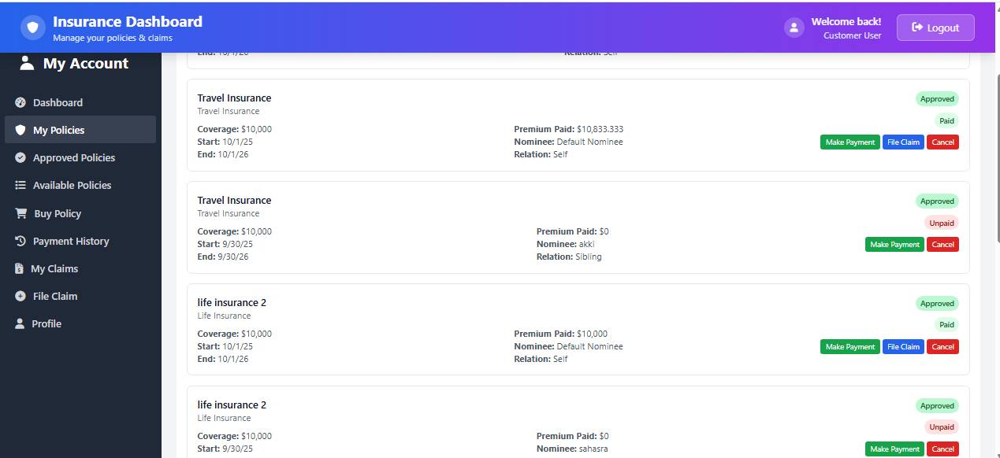 Insurance Dashboard
Manage your policies & claims
Welcome back!
Customer User
Logout
My Account
Dashboard
My Policies
Approved Policies
Available Policies
Buy Policy
Payment History
My Claims
File Claim
Profile
End: 10/1/26 Relation: Self
Travel Insurance Approved
Travel Insurance Paid
Coverage: $10,000 Premium Paid: $10,833.333
Start: 10/1/25 Nominee: Default Nominee Make Payment File Claim Cancel
End: 10/1/26 Relation: Self
Travel Insurance Approved
Travel Insurance Unpaid
Coverage: $10,000 Premium Paid: $0
Start: 9/30/25 Nominee: akki Make Payment Cancel
End: 9/30/26 Relation: Sibling
life insurance 2 Approved
Life Insurance Paid
Coverage: $10,000 Premium Paid: $10,000
Start: 10/1/25 Nominee: Default Nominee Make Payment File Claim Cancel
End: 10/1/26 Relation: Self
life insurance 2 Approved
Life Insurance Unpaid
Coverage: $10,000 Premium Paid: $0
Start: 9/30/25 Nominee: sahasra Make Payment Cancel